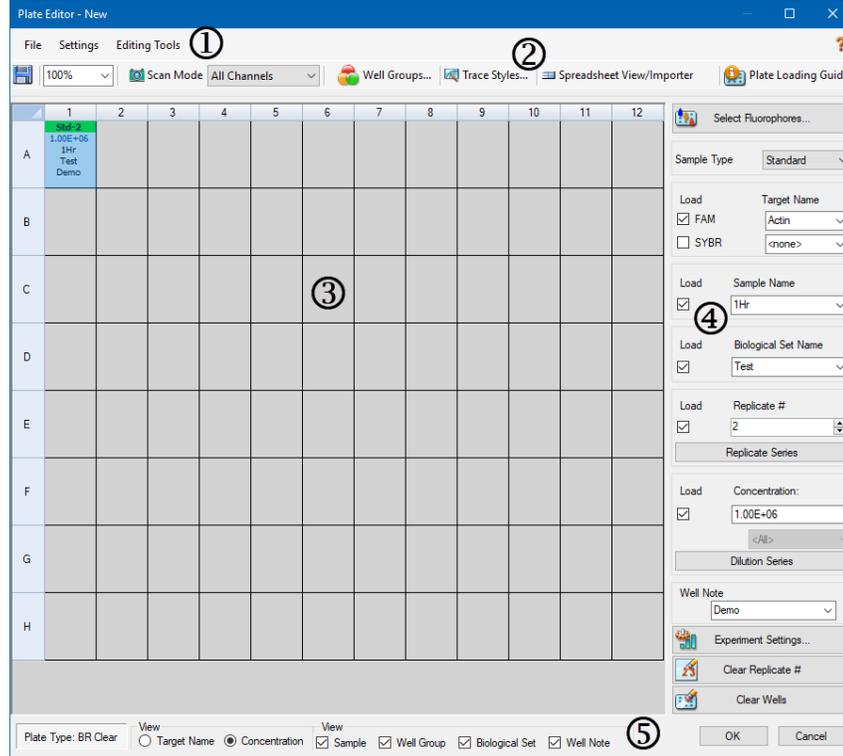 Plate Editor - New
File Settings Editing Tools ① ②
100% Scan Mode All Channels Well Groups... Trace Styles... Spreadsheet View/Importer Plate Loading Guid
1 2 3 4 5 6 7 8 9 10 11 12
Select Fluorophores...
A
Std-2
1.00E+06
1Hr
Test
Demo
B
C ③
D
E
F
G
H
Sample Type Standard
Load Target Name
FAM Actin
SYBR <none>
Load Sample Name
1Hr
④
Load Biological Set Name
Test
Load Replicate #
2
Replicate Series
Load Concentration:
1.00E+06
<All>
Dilution Series
Well Note
Demo
Experiment Settings...
Clear Replicate #
Clear Wells
Plate Type: BR Clear
View
Target Name Concentration
View
Sample Well Group Biological Set Well Note
⑤
OK Cancel